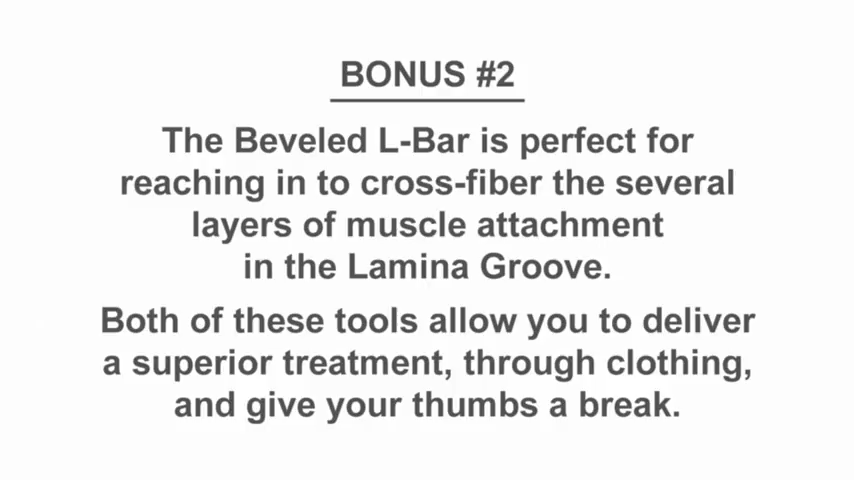 BONUS #2
The Beveled L-Bar is perfect for
reaching in to cross-fiber the several
layers of muscle attachment
in the Lamina Groove.
Both of these tools allow you to deliver
a superior treatment, through clothing,
and give your thumbs a break.